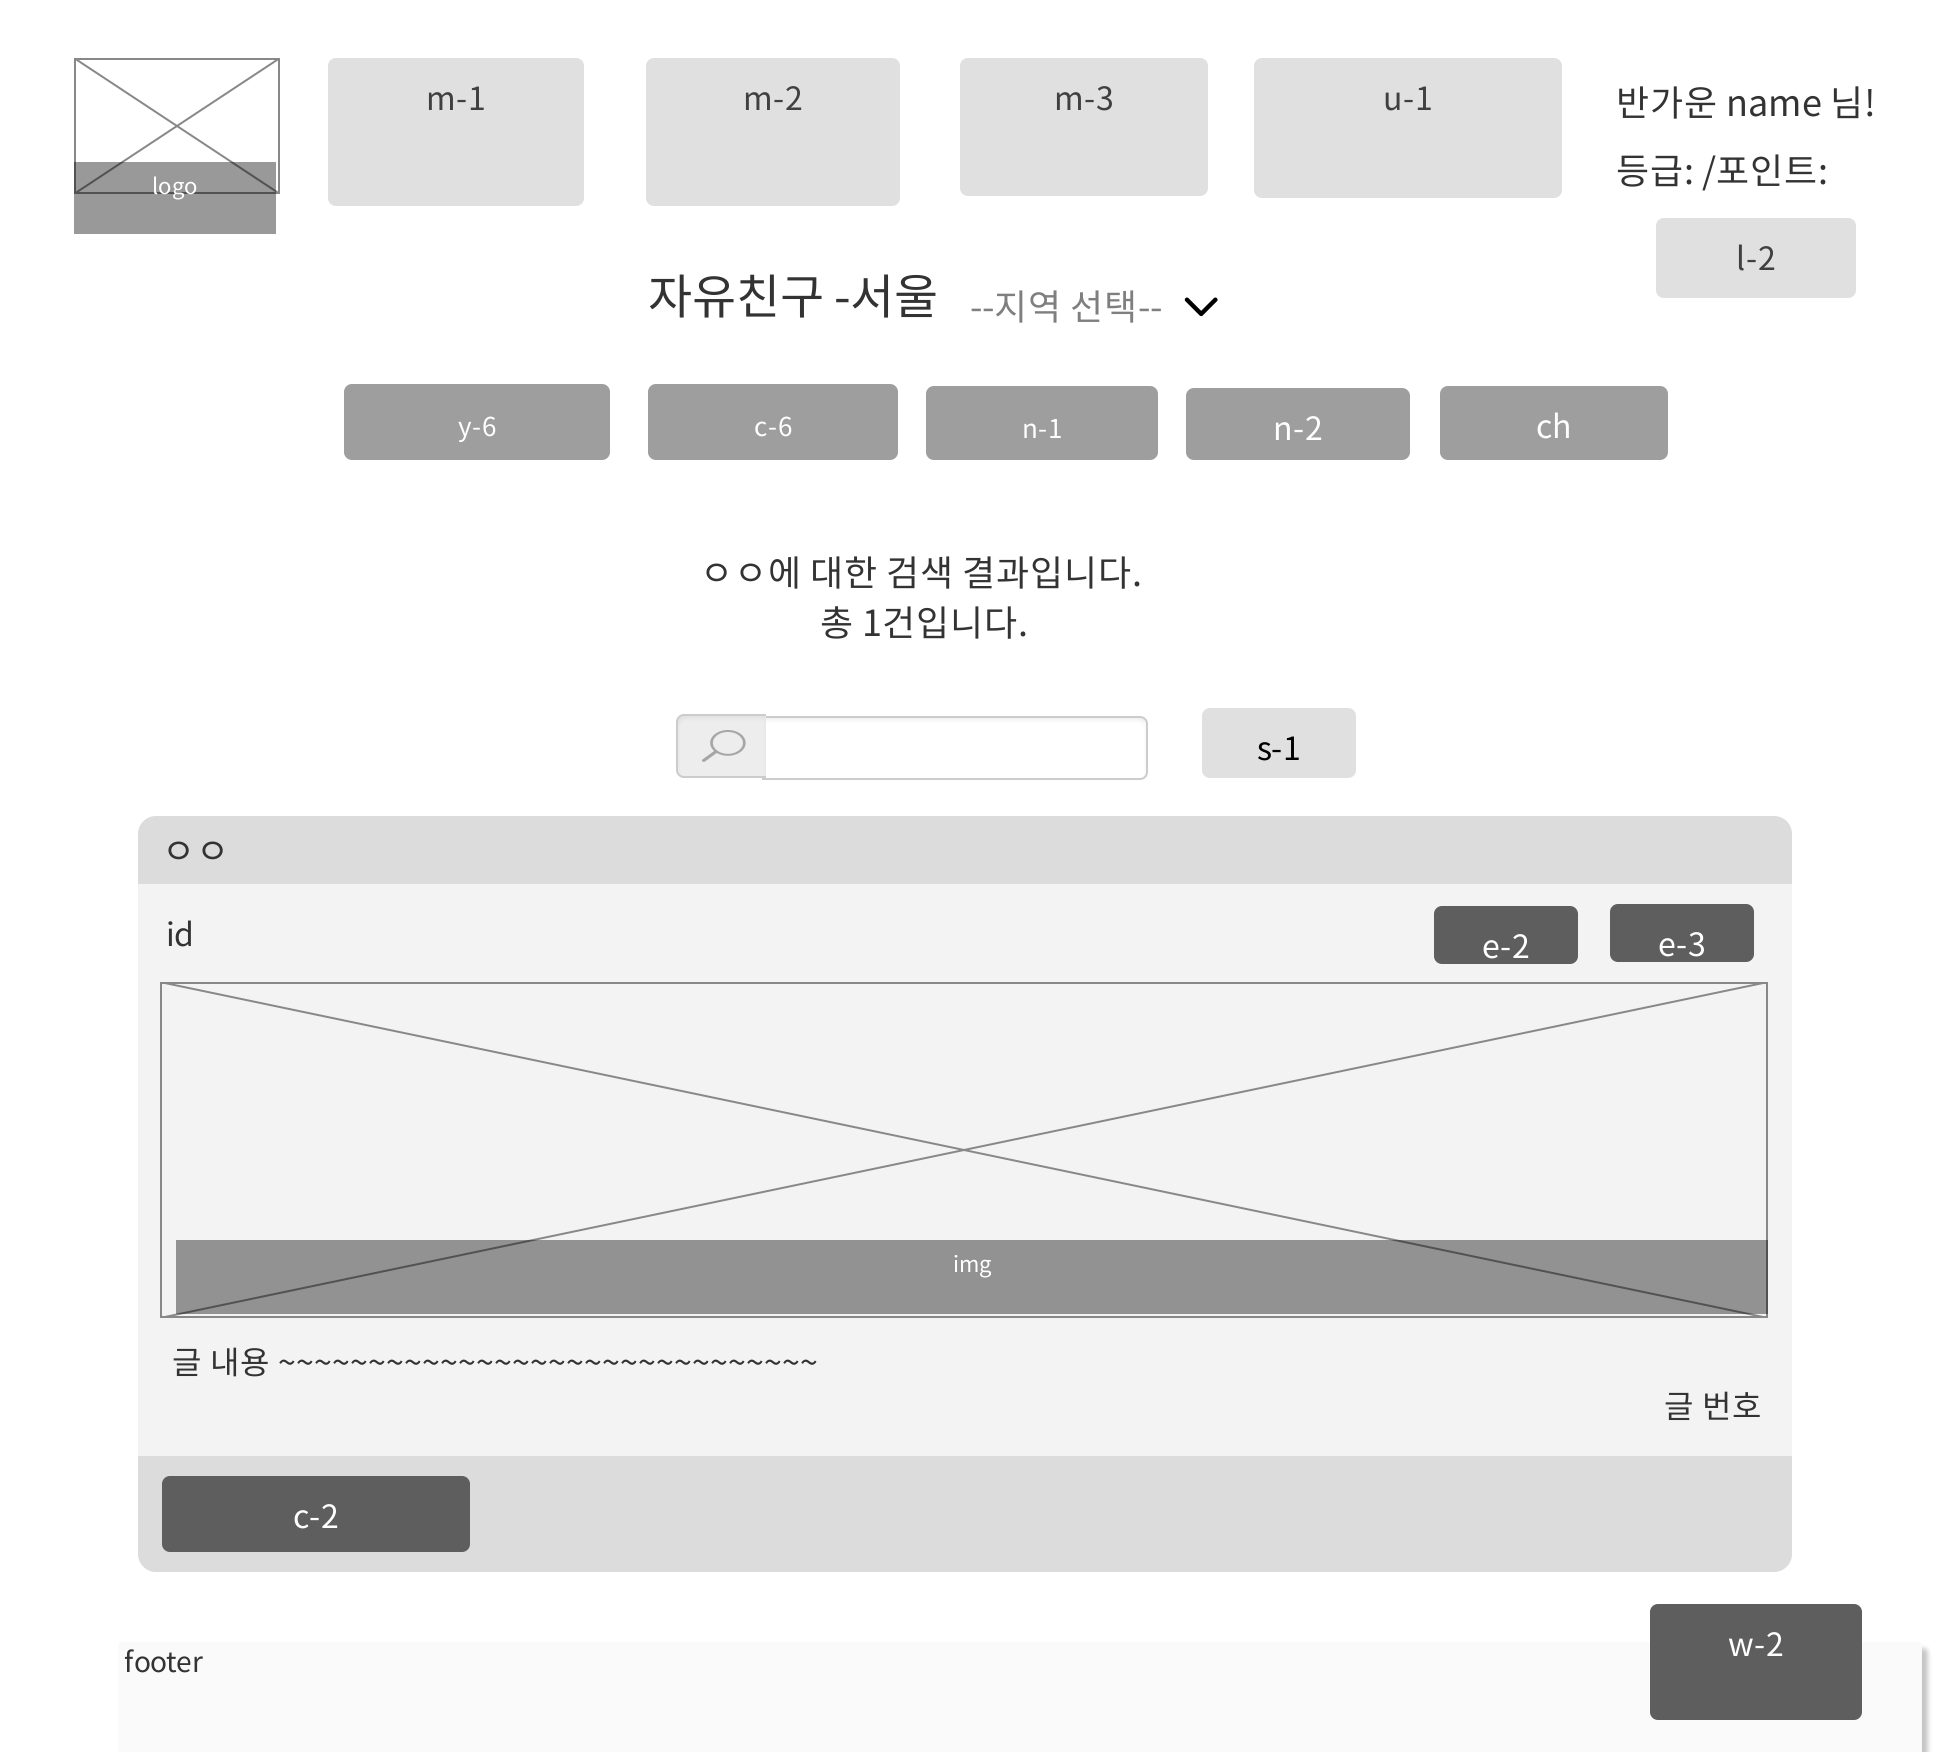 logo
m-1
m-2
m-3
u-1
반가운 name 님!
등급: /포인트:
l-2
자유친구 -서울
--지역 선택--
y-6
c-6
n-1
n-2
ch
ㅇㅇ에 대한 검색 결과입니다.
총 1건입니다.
s-1
ㅇㅇ
id
e-2
e-3
img
글 내용 ~~~~~~~~~~~~~~~~~~~~~~~~~~~~~~
글 번호
c-2
w-2
footer